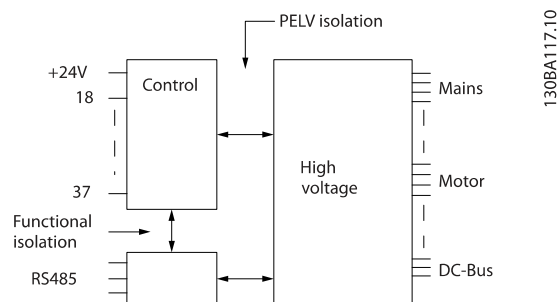 PELV isolation
130BA117.10
+24V
Control
18
Mains
High
voltage
37
Motor
Functional
isolation
RS485
DC-Bus